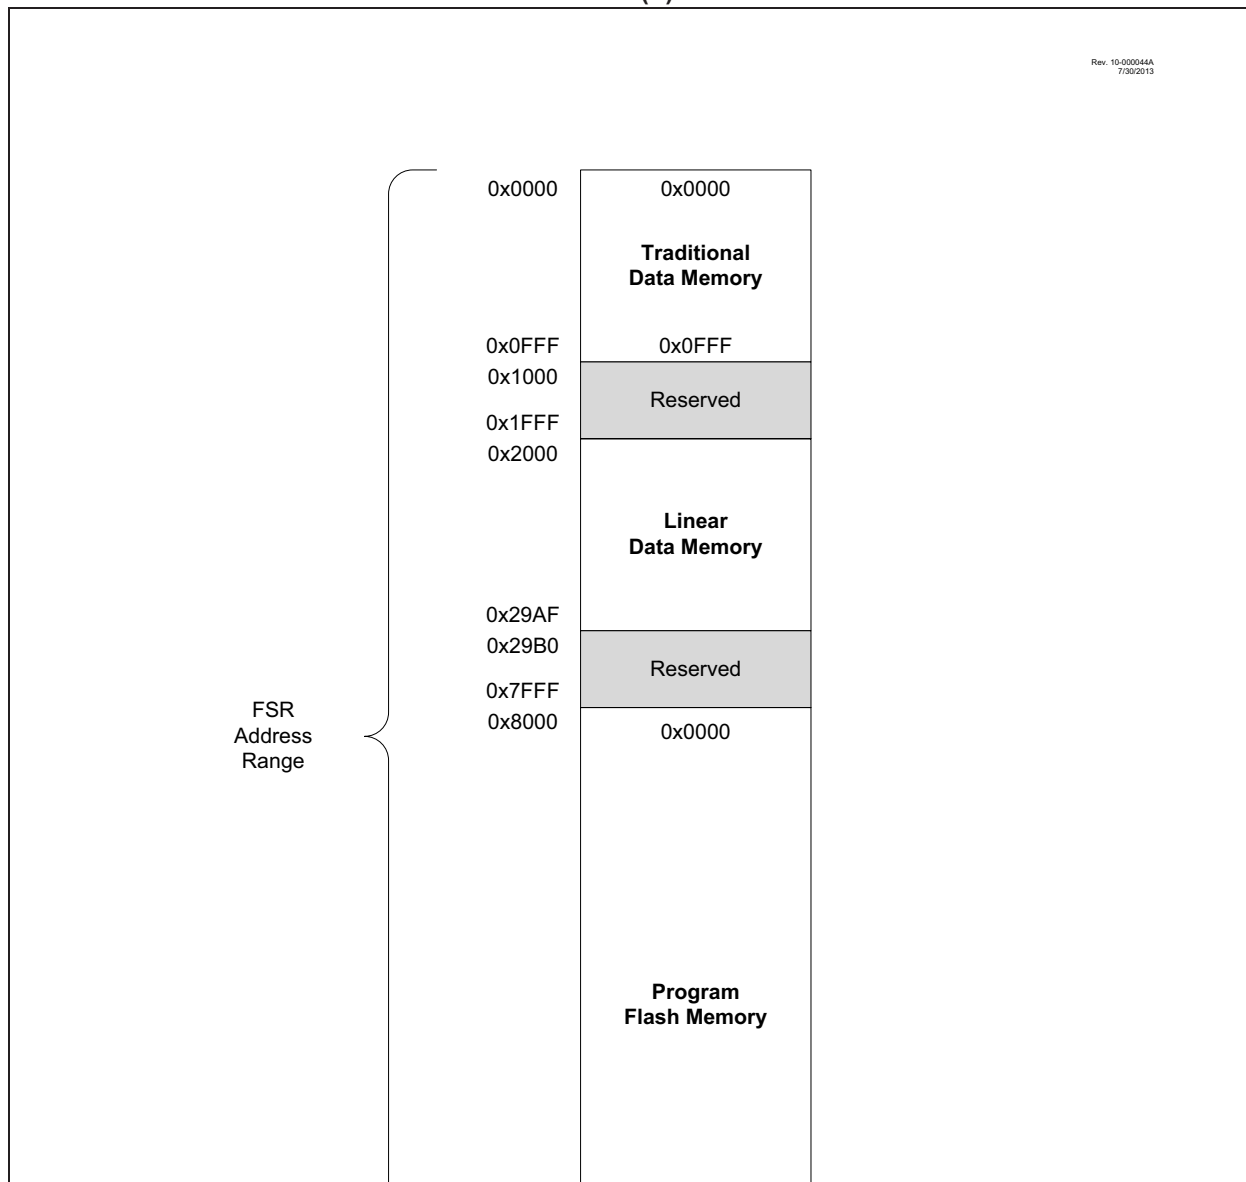 Rev. 10-000044A
7/30/2013
0x0000 0x0000
Traditional
Data Memory
0x0FFF 0x0FFF
0x1000
Reserved
0x1FFF
0x2000
Linear
Data Memory
0x29AF
0x29B0
Reserved
0x7FFF
0x8000 0x0000
FSR
Address
Range
Program
Flash Memory